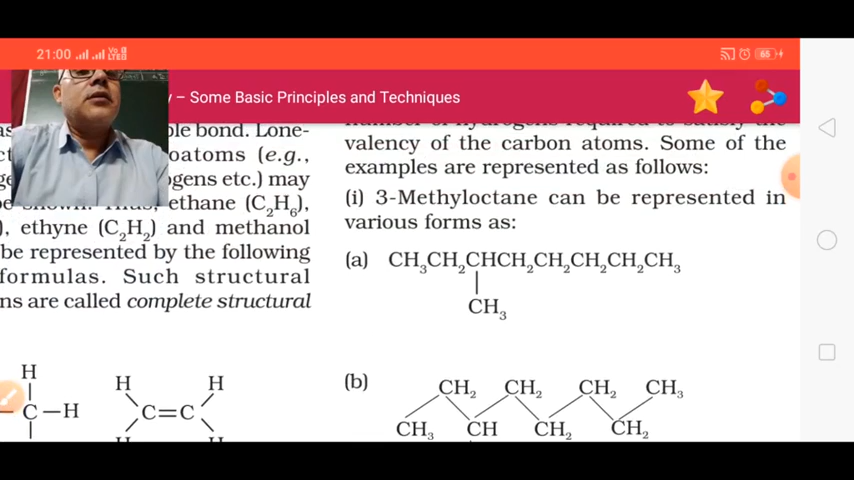 21:00
65
– Some Basic Principles and Techniques
ble bond. Lone-
oatoms (e.g.,
ogens etc.) may
ethane (C₂H₆),
), ethyne (C₂H₂) and methanol
be represented by the following
formulas. Such structural
ns are called complete structural
H
C—H
H H
C=C
valency of the carbon atoms. Some of the
examples are represented as follows:
(i) 3-Methyloctane can be represented in
various forms as:
(a) CH₃CH₂CHCH₂CH₂CH₂CH₂CH₃
CH₃
(b) CH₂ CH₂ CH₂ CH₃
CH₃ CH CH₂ CH₂